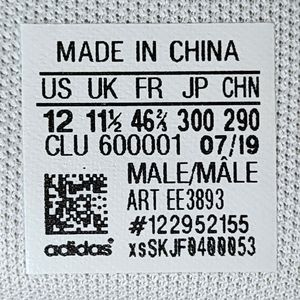 MADE IN CHINA
US UK FR JP CHN
12 11½ 46⅔ 300 290
CLU 600001 07/19
MALE/MÂLE
ART EE3893
#122952155
adidas xsSKJF0400053